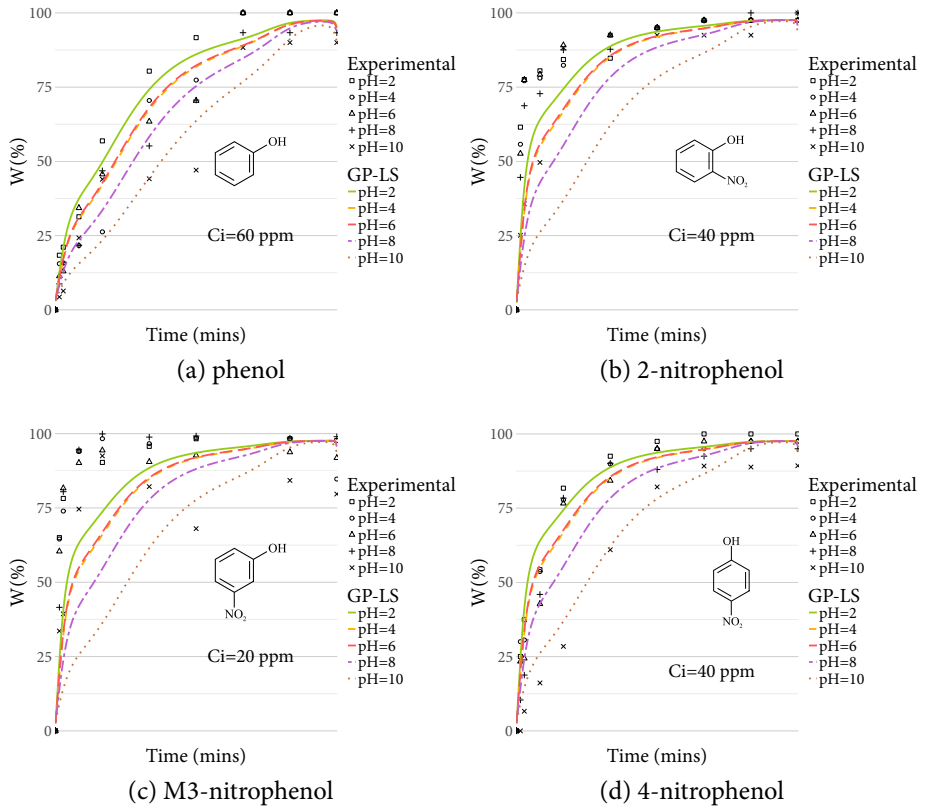 100
75
50
25
0
W (%)
OH
Ci=60 ppm
Time (mins)
Experimental
pH=2
pH=4
pH=6
pH=8
pH=10
GP-LS
pH=2
pH=4
pH=6
pH=8
pH=10
(a) phenol
100
75
50
25
0
W (%)
OH
NO2
Ci=40 ppm
Time (mins)
Experimental
pH=2
pH=4
pH=6
pH=8
pH=10
GP-LS
pH=2
pH=4
pH=6
pH=8
pH=10
(b) 2-nitrophenol
100
75
50
25
0
W (%)
OH
NO2
Ci=20 ppm
Time (mins)
Experimental
pH=2
pH=4
pH=6
pH=8
pH=10
GP-LS
pH=2
pH=4
pH=6
pH=8
pH=10
(c) M3-nitrophenol
100
75
50
25
0
W (%)
OH
NO2
Ci=40 ppm
Time (mins)
Experimental
pH=2
pH=4
pH=6
pH=8
pH=10
GP-LS
pH=2
pH=4
pH=6
pH=8
pH=10
(d) 4-nitrophenol